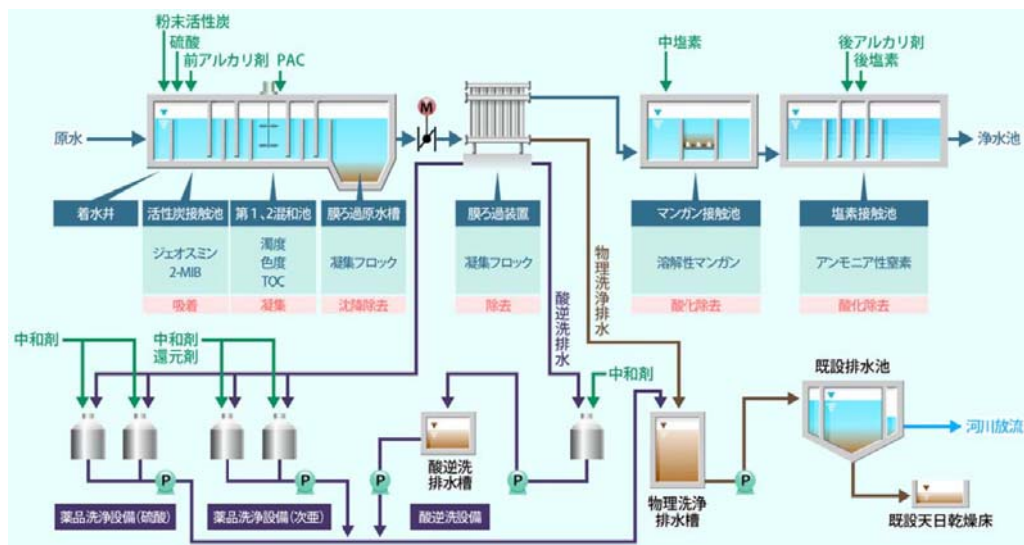 粉末活性炭
硫酸
前アルカリ剤 PAC
中塩素
後アルカリ剤
後塩素
原水
M
浄水池
着水井
活性炭接触池
第1、2混和池
膜ろ過原水槽
膜ろ過装置
マンガン接触池
塩素接触池
ジェオスミン
2-MIB
濁度
色度
TOC
凝集フロック
凝集フロック
溶解性マンガン
アンモニア性窒素
吸着
凝集
沈降除去
除去
酸化除去
酸化除去
物理洗浄排水
酸逆洗排水
中和剤
中和剤
還元剤
中和剤
既設排水池
河川放流
酸逆洗
排水槽
P
P
P
P
P
物理洗浄
排水槽
既設天日乾燥床
薬品洗浄設備(硫酸)
薬品洗浄設備(次亜)
酸逆洗設備